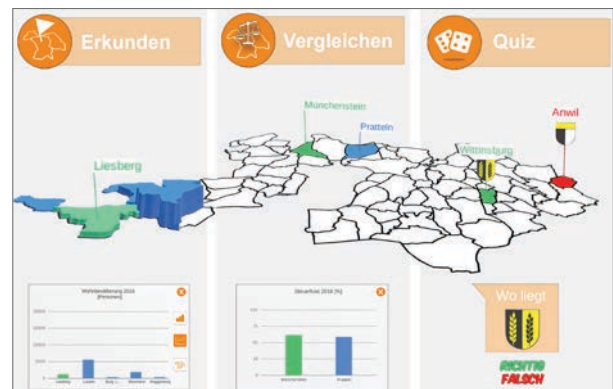 Erkunden
Vergleichen
Quiz
Münchenstein
Pratteln
Anwil
Wittinsburg
Liesberg
Wohnbevölkerung 2016
[Personen]
Steuerfuss 2016 [%]
Wo liegt
RICHTIG
FALSCH